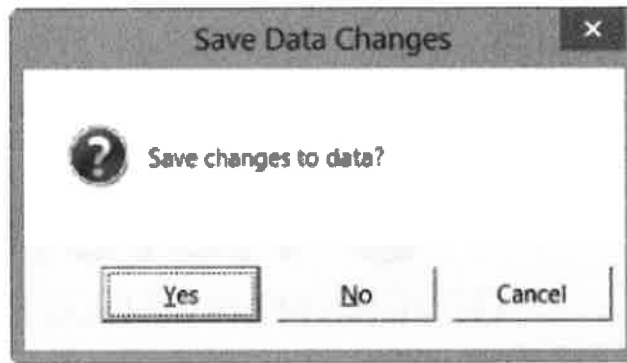 Save Data Changes
Save changes to data?
Yes No Cancel